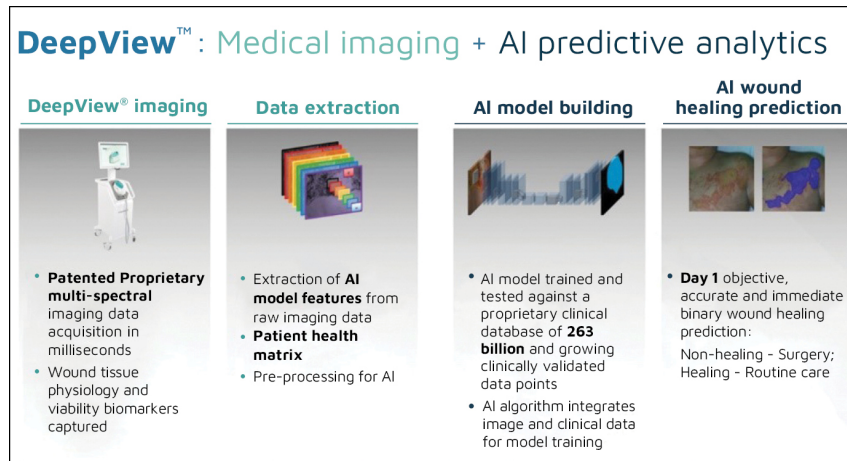 DeepView™: Medical imaging + AI predictive analytics
DeepView® imaging
• Patented Proprietary
multi-spectral
imaging data
acquisition in
milliseconds
• Wound tissue
physiology and
viability biomarkers
captured
Data extraction
• Extraction of AI
model features from
raw imaging data
• Patient health
matrix
• Pre-processing for AI
AI model building
• AI model trained and
tested against a
proprietary clinical
database of 263
billion and growing
clinically validated
data points
• AI algorithm integrates
image and clinical data
for model training
AI wound
healing prediction
• Day 1 objective,
accurate and immediate
binary wound healing
prediction:
Non-healing - Surgery;
Healing - Routine care